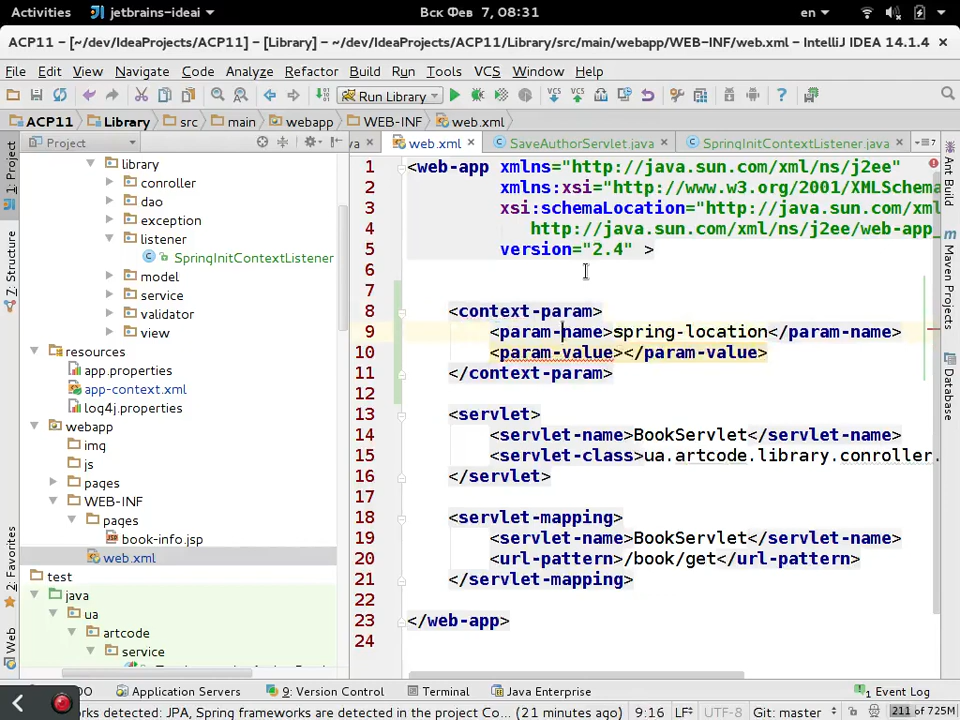 Activities jetbrains-ideai Вск Фев 7, 08:31 en
ACP11 – [~/dev/IdeaProjects/ACP11] – [Library] – ~/dev/IdeaProjects/ACP11/Library/src/main/webapp/WEB-INF/web.xml – IntelliJ IDEA 14.1.4
File Edit View Navigate Code Analyze Refactor Build Run Tools VCS Window Help
Run Library
ACP11 Library src main webapp WEB-INF web.xml
Project
web.xml SaveAuthorServlet.java SpringInitContextListener.java
1: Project
7: Structure
2: Favorites
Web
library
conroller
dao
exception
listener
SpringInitContextListener
model
service
validator
view
resources
app.properties
app-context.xml
log4j.properties
webapp
img
js
pages
WEB-INF
pages
book-info.jsp
web.xml
test
java
ua
artcode
service
1 <web-app xmlns="http://java.sun.com/xml/ns/j2ee"
2 xmlns:xsi="http://www.w3.org/2001/XMLSchema
3 xsi:schemaLocation="http://java.sun.com/xml
4 http://java.sun.com/xml/ns/j2ee/web-app_
5 version="2.4" >
6
7
8 <context-param>
9 <param-name>spring-location</param-name>
10 <param-value></param-value>
11 </context-param>
12
13 <servlet>
14 <servlet-name>BookServlet</servlet-name>
15 <servlet-class>ua.artcode.library.conroller.
16 </servlet>
17
18 <servlet-mapping>
19 <servlet-name>BookServlet</servlet-name>
20 <url-pattern>/book/get</url-pattern>
21 </servlet-mapping>
22
23 </web-app>
24
Ant Build
Maven Projects
Database
Application Servers 9: Version Control Terminal Java Enterprise Event Log
rks detected: JPA, Spring frameworks are detected in the project Co... (21 minutes ago) 9:16 LF UTF-8 Git: master 211 of 725M